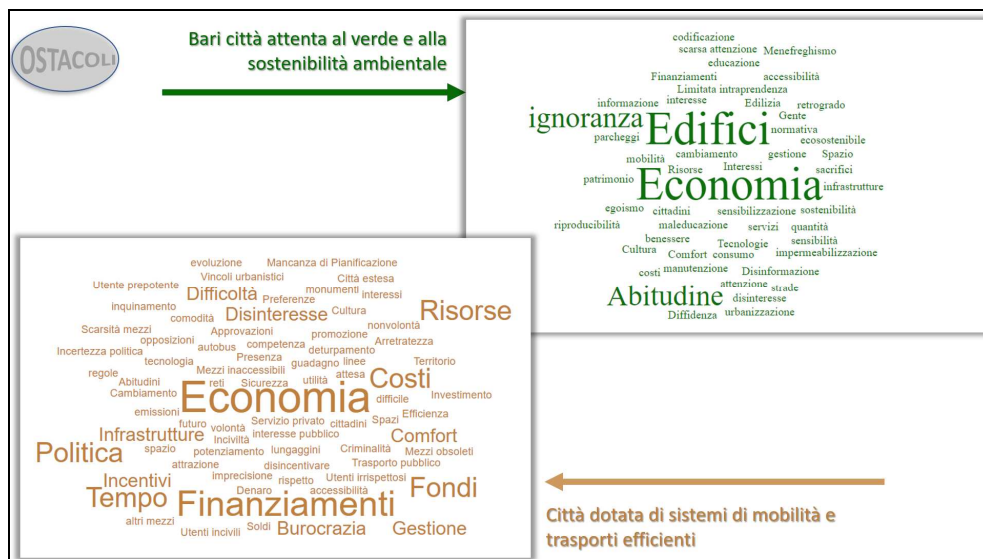 OSTACOLI
Bari città attenta al verde e alla
sostenibilità ambientale
codificazione
scarsa attenzione Menefreghismo
educazione
Finanziamenti accessibilità
Limitata intraprendenza
informazione interesse Edilizia retrogrado
ignoranza Edifici Gente
parcheggi normativa
ecosostenibile
mobilità cambiamento gestione Spazio
Risorse Interessi sacrifici
patrimonio Economia infrastrutture
egoismo cittadini sensibilizzazione sostenibilità
riproducibilità maleducazione servizi quantità
benessere Tecnologie sensibilità
Cultura Comfort consumo impermeabilizzazione
costi manutenzione Disinformazione
attenzione strade
Abitudine disinteresse
Diffidenza urbanizzazione
evoluzione Mancanza di Pianificazione
Vincoli urbanistici Città estesa
Utente prepotente monumenti
Difficoltà Preferenze interessi
inquinamento Risorse
comodità Disinteresse Cultura
Scarsità mezzi Approvazioni nonvolontà
opposizioni promozione
autobus competenza Arretratezza
Incertezza politica deturpamento
Presenza linee
tecnologia guadagno Territorio
regole Mezzi inaccessibili attesa
Abitudini reti Sicurezza utilità Costi
Cambiamento Economia difficile Investimento
emissioni Efficienza
futuro volontà Servizio privato cittadini Spazi
Infrastrutture Inciviltà interesse pubblico Comfort
Politica spazio potenziamento lungaggini Criminalità Mezzi obsoleti
attrazione disincentivare Trasporto pubblico
Incentivi imprecisione rispetto Utenti irrispettosi
Tempo Denaro accessibilità Fondi
Finanziamenti
altri mezzi
Utenti incivili Soldi Burocrazia Gestione
Città dotata di sistemi di mobilità e
trasporti efficienti